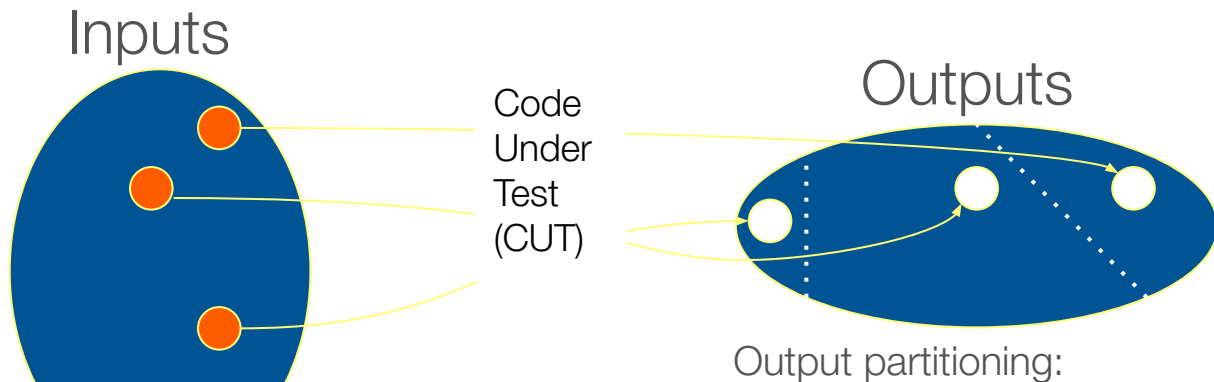 Inputs
Code
Under
Test
(CUT)
Outputs
Output partitioning: